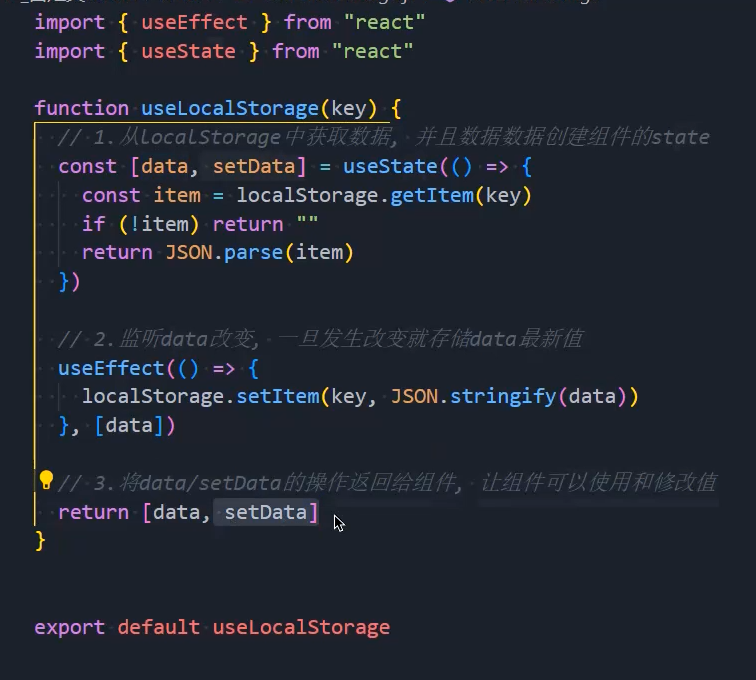 import { useEffect } from "react"
import { useState } from "react"
function useLocalStorage(key) {
// 1.从localStorage中获取数据, 并且数据数据创建组件的state
const [data, setData] = useState(() => {
const item = localStorage.getItem(key)
if (!item) return ""
return JSON.parse(item)
})
// 2.监听data改变, 一旦发生改变就存储data最新值
useEffect(() => {
localStorage.setItem(key, JSON.stringify(data))
}, [data])
// 3.将data/setData的操作返回给组件, 让组件可以使用和修改值
return [data, setData]
}
export default useLocalStorage